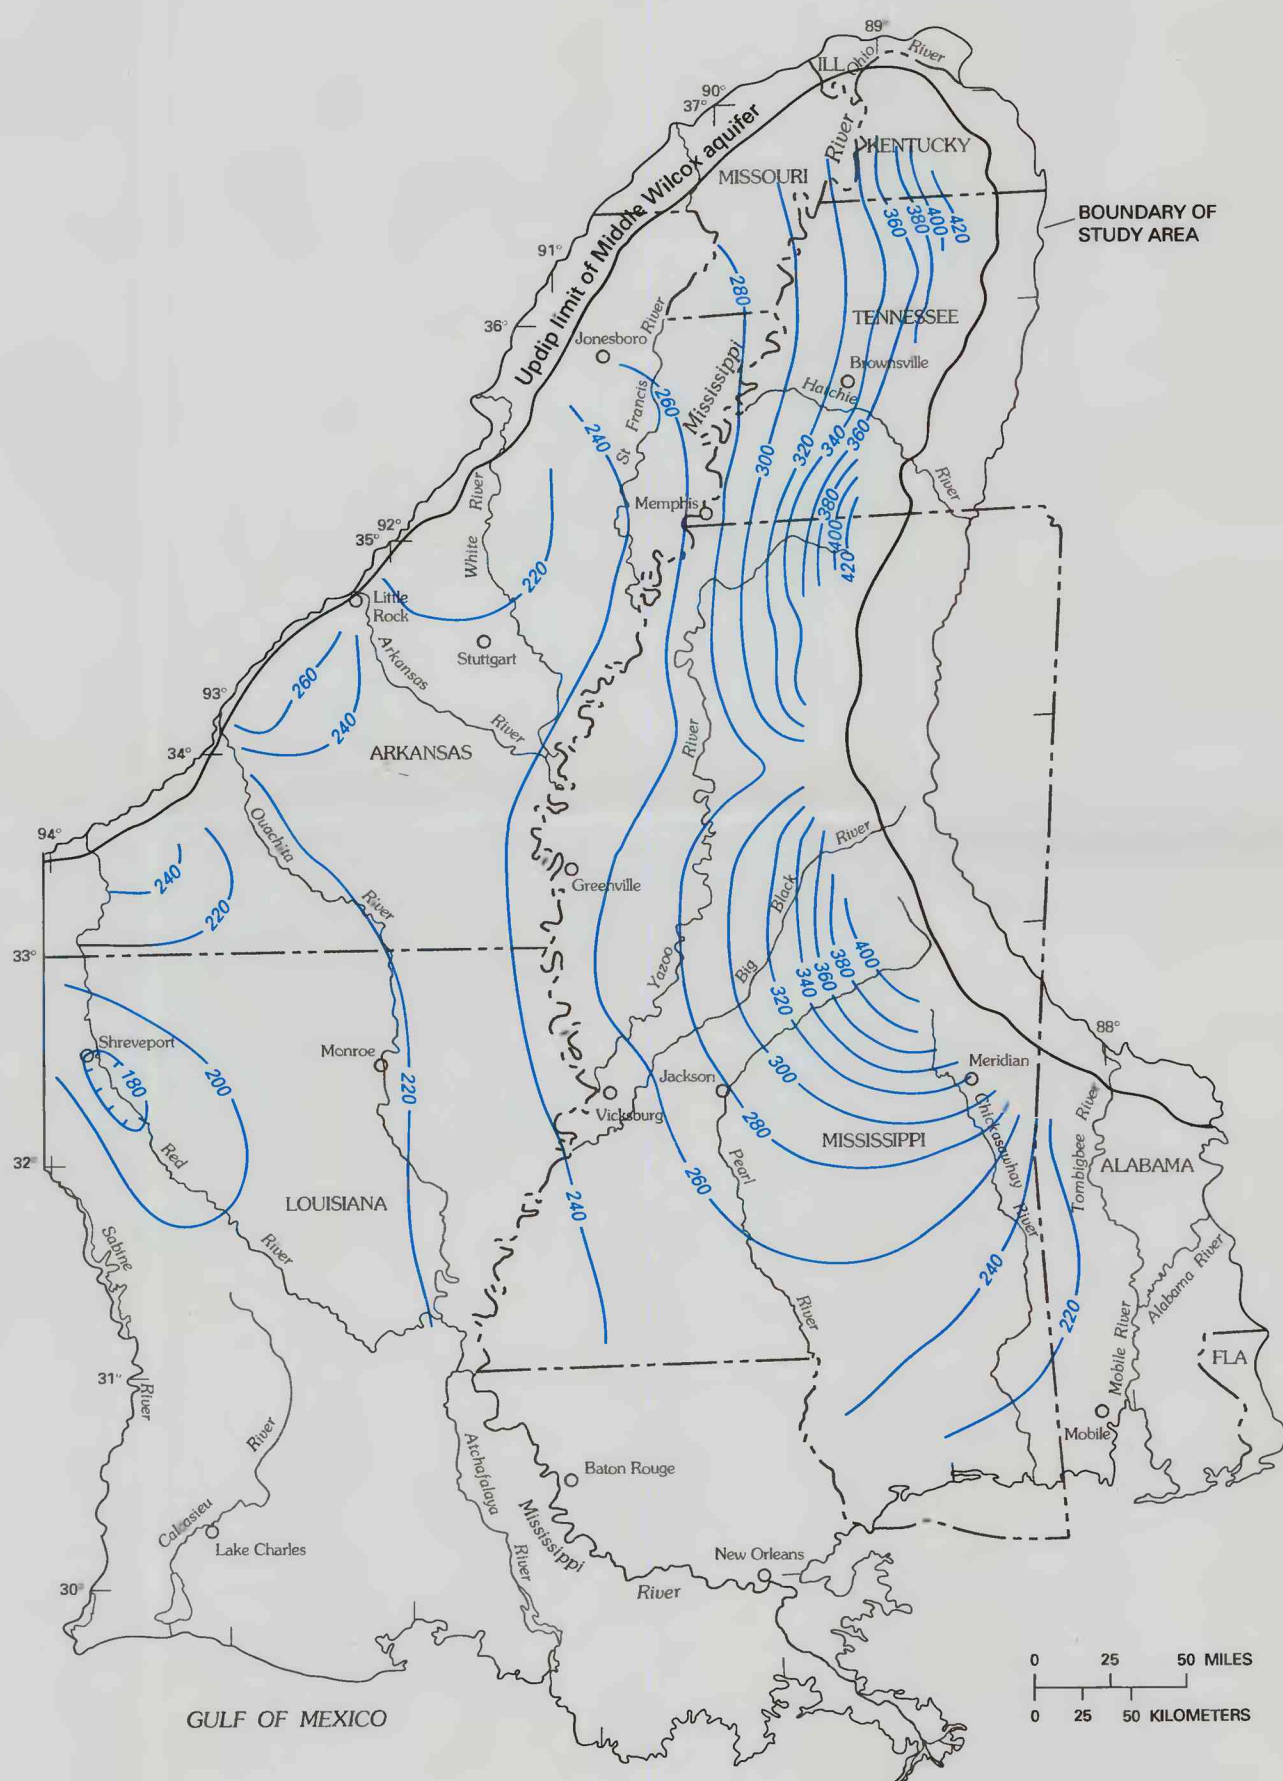 89°
ILL
Ohio River
90°
37°
River
KENTUCKY
MISSOURI
Updip limit of Middle Wilcox aquifer
BOUNDARY OF
STUDY AREA
360
380
400
420
91°
280
36°
TENNESSEE
Jonesboro
River
Mississippi
Brownsville
St Francis
260
Hatchie
240
300
320
340
360
River
White River
380
400
420
Memphis
92°
35°
220
Little
Rock
Stuttgart
Arkansas
River
260
240
93°
34°
ARKANSAS
River
94°
Ouachita
River
River
240
220
Greenville
Black
Big
Yazoo
400
380
360
340
320
33°
Shreveport
180
200
Monroe
220
Jackson
300
Meridian
88°
Vicksburg
280
MISSISSIPPI
Chickasawhay River
Tombigbee River
ALABAMA
32°
Red
River
LOUISIANA
240
260
Pearl
River
240
220
Sabine
River
Alabama River
Mobile River
FLA
31°
River
Calcasieu
Lake Charles
Atchafalaya
River
Baton Rouge
Mississippi
River
Mobile
New Orleans
30°
0 25 50 MILES
0 25 50 KILOMETERS
GULF OF MEXICO